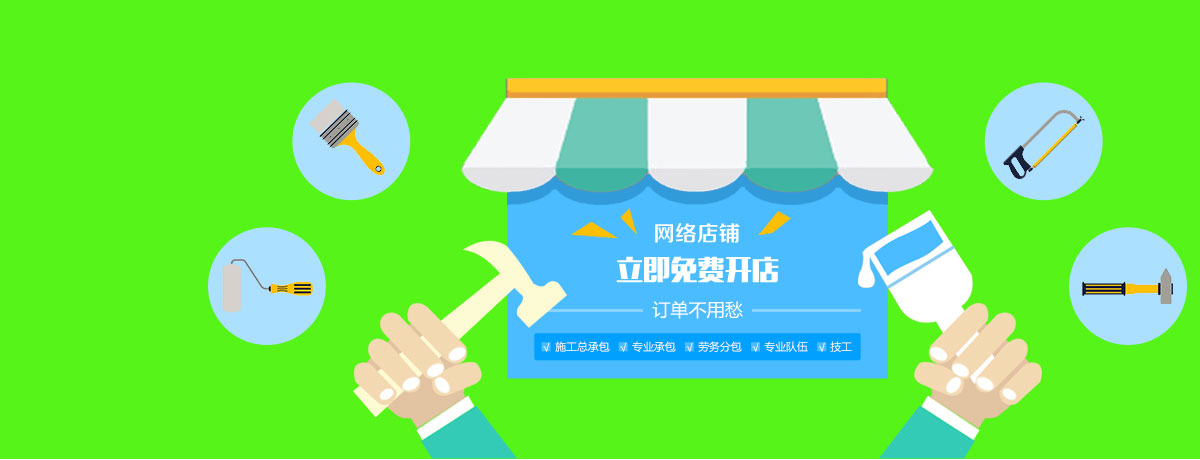 网络店铺
立即免费开店
订单不用愁
√ 施工总承包 √ 专业承包 √ 劳务分包 √ 专业队伍 √ 技工